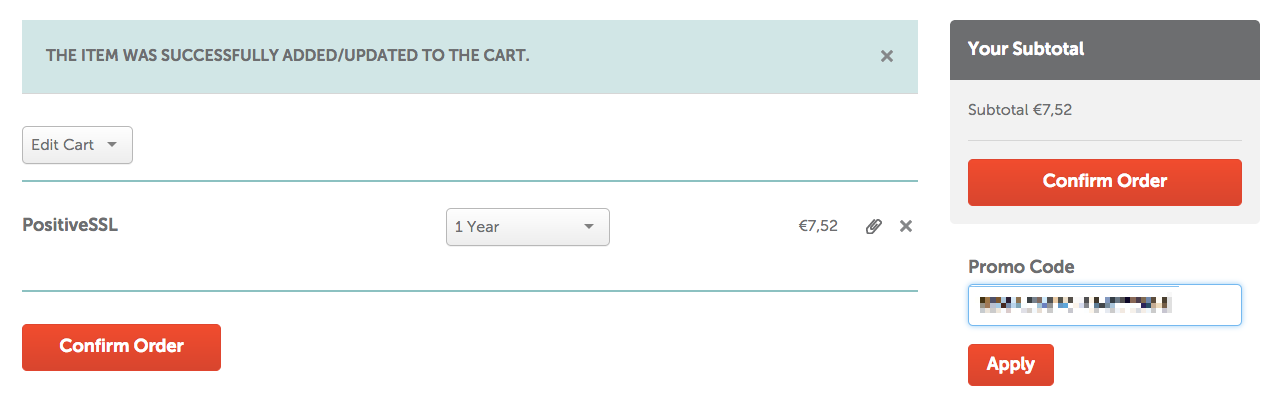 THE ITEM WAS SUCCESSFULLY ADDED/UPDATED TO THE CART.
Edit Cart
PositiveSSL
1 Year
€7,52
Confirm Order
Your Subtotal
Subtotal €7,52
Confirm Order
Promo Code
Apply